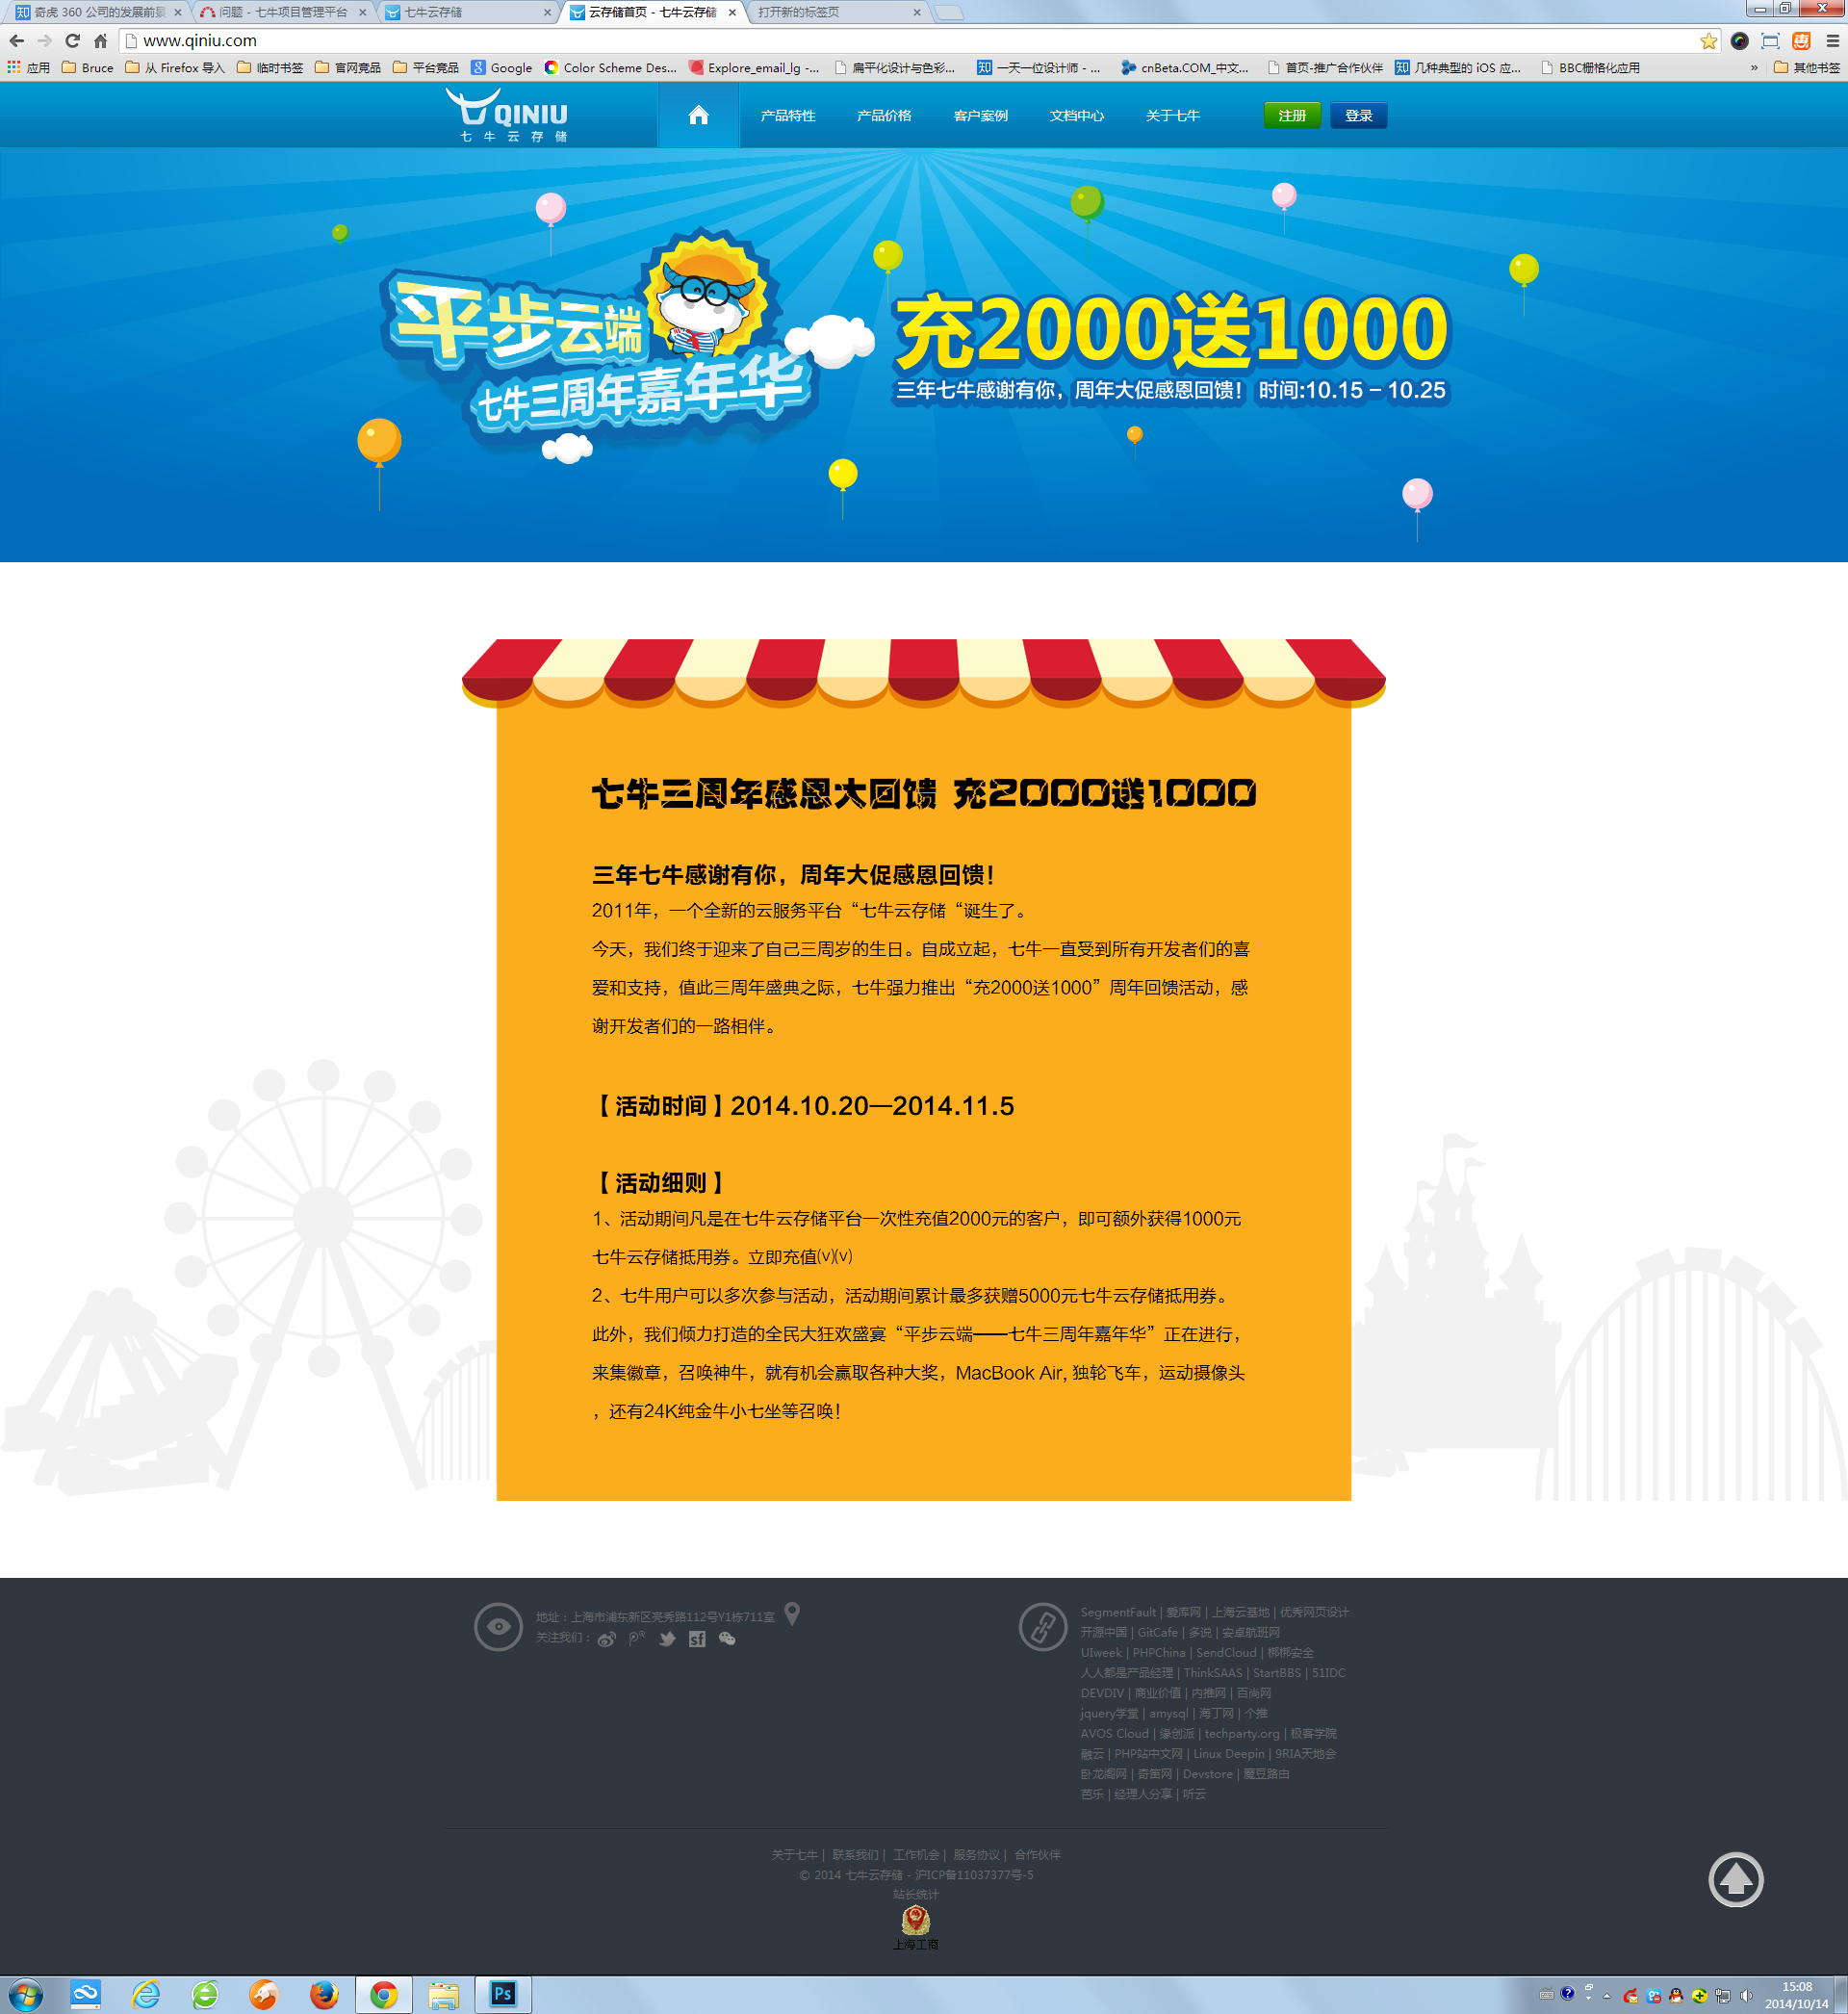 奇虎 360 公司的发展前景
问题 - 七牛项目管理平台
七牛云存储
云存储首页 - 七牛云存储
打开新的标签页
www.qiniu.com
应用
Bruce
从 Firefox 导入
临时书签
官网竞品
平台竞品
Google
Color Scheme Des...
Explore_email_lg -...
扁平化设计与色彩...
一天一位设计师 - ...
cnBeta.COM_中文...
首页-推广合作伙伴
几种典型的 iOS 应...
BBC栅格化应用
»
其他书签
QINIU
七牛云存储
产品特性
产品价格
客户案例
文档中心
关于七牛
注册
登录
平步云端
七牛三周年嘉年华
充2000送1000
三年七牛感谢有你，周年大促感恩回馈！ 时间:10.15 – 10.25
七牛三周年感恩大回馈 充2000送1000
三年七牛感谢有你，周年大促感恩回馈！
2011年，一个全新的云服务平台“七牛云存储“诞生了。
今天，我们终于迎来了自己三周岁的生日。自成立起，七牛一直受到所有开发者们的喜
爱和支持，值此三周年盛典之际，七牛强力推出“充2000送1000”周年回馈活动，感
谢开发者们的一路相伴。
【活动时间】2014.10.20—2014.11.5
【活动细则】
1、活动期间凡是在七牛云存储平台一次性充值2000元的客户，即可额外获得1000元
七牛云存储抵用券。立即充值(v)(v)
2、七牛用户可以多次参与活动，活动期间累计最多获赠5000元七牛云存储抵用券。
此外，我们倾力打造的全民大狂欢盛宴“平步云端——七牛三周年嘉年华”正在进行，
来集徽章，召唤神牛，就有机会赢取各种大奖，MacBook Air, 独轮飞车，运动摄像头
，还有24K纯金牛小七坐等召唤！
地址：上海市浦东新区亮秀路112号Y1栋711室
关注我们：
SegmentFault | 爱库网 | 上海云基地 | 优秀网页设计
开源中国 | GitCafe | 多说 | 安卓航班网
UIweek | PHPChina | SendCloud | 梆梆安全
人人都是产品经理 | ThinkSAAS | StartBBS | 51IDC
DEVDIV | 商业价值 | 内推网 | 百尚网
jquery学堂 | amysql | 海丁网 | 个推
AVOS Cloud | 缘创派 | techparty.org | 极客学院
融云 | PHP站中文网 | Linux Deepin | 9RIA天地会
卧龙阁网 | 奇笛网 | Devstore | 魔豆路由
芭乐 | 经理人分享 | 听云
关于七牛 | 联系我们 | 工作机会 | 服务协议 | 合作伙伴
© 2014 七牛云存储 - 沪ICP备11037377号-5
站长统计
上海工商
Ps
15:08
2014/10/14